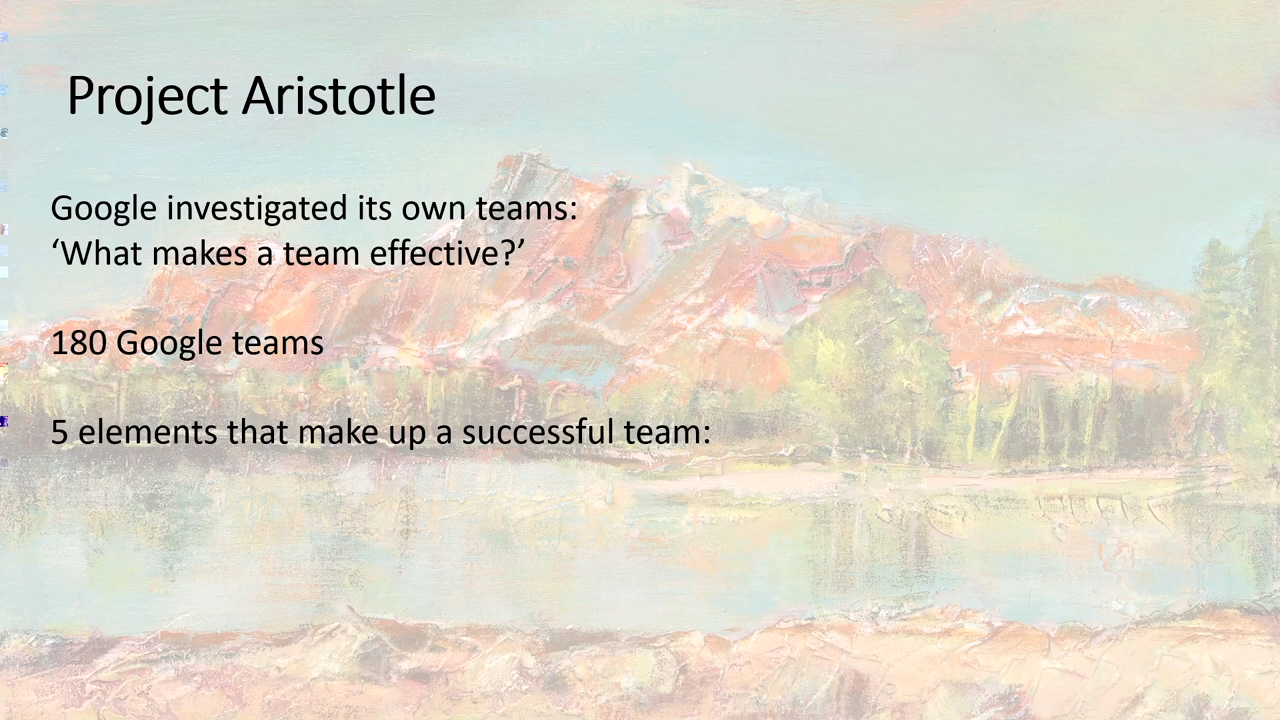 Project Aristotle
Google investigated its own teams:
‘What makes a team effective?’
180 Google teams
5 elements that make up a successful team: